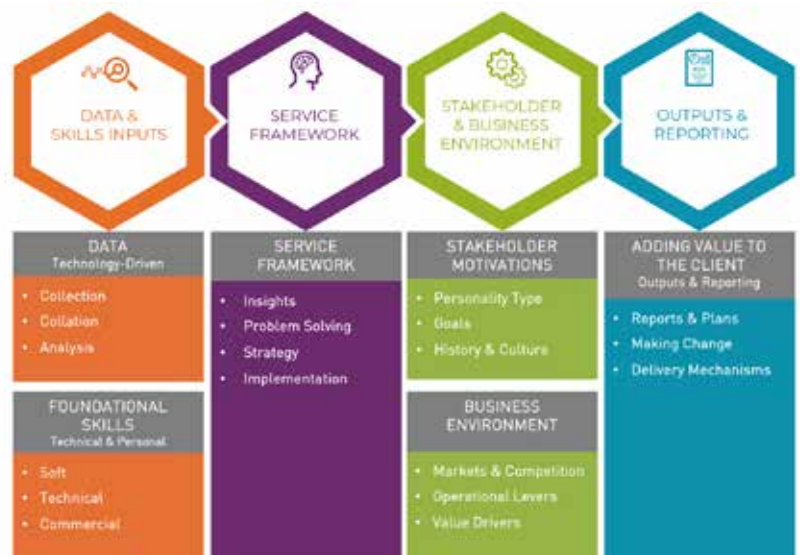 DATA &
SKILLS INPUTS
SERVICE
FRAMEWORK
STAKEHOLDER
& BUSINESS
ENVIRONMENT
OUTPUTS &
REPORTING
DATA
Technology-Driven
• Collection
• Collation
• Analysis
FOUNDATIONAL
SKILLS
Technical & Personal
• Soft
• Technical
• Commercial
SERVICE
FRAMEWORK
• Insights
• Problem Solving
• Strategy
• Implementation
STAKEHOLDER
MOTIVATIONS
• Personality Type
• Goals
• History & Culture
BUSINESS
ENVIRONMENT
• Markets & Competition
• Operational Levers
• Value Drivers
ADDING VALUE TO
THE CLIENT
Outputs & Reporting
• Reports & Plans
• Making Change
• Delivery Mechanisms